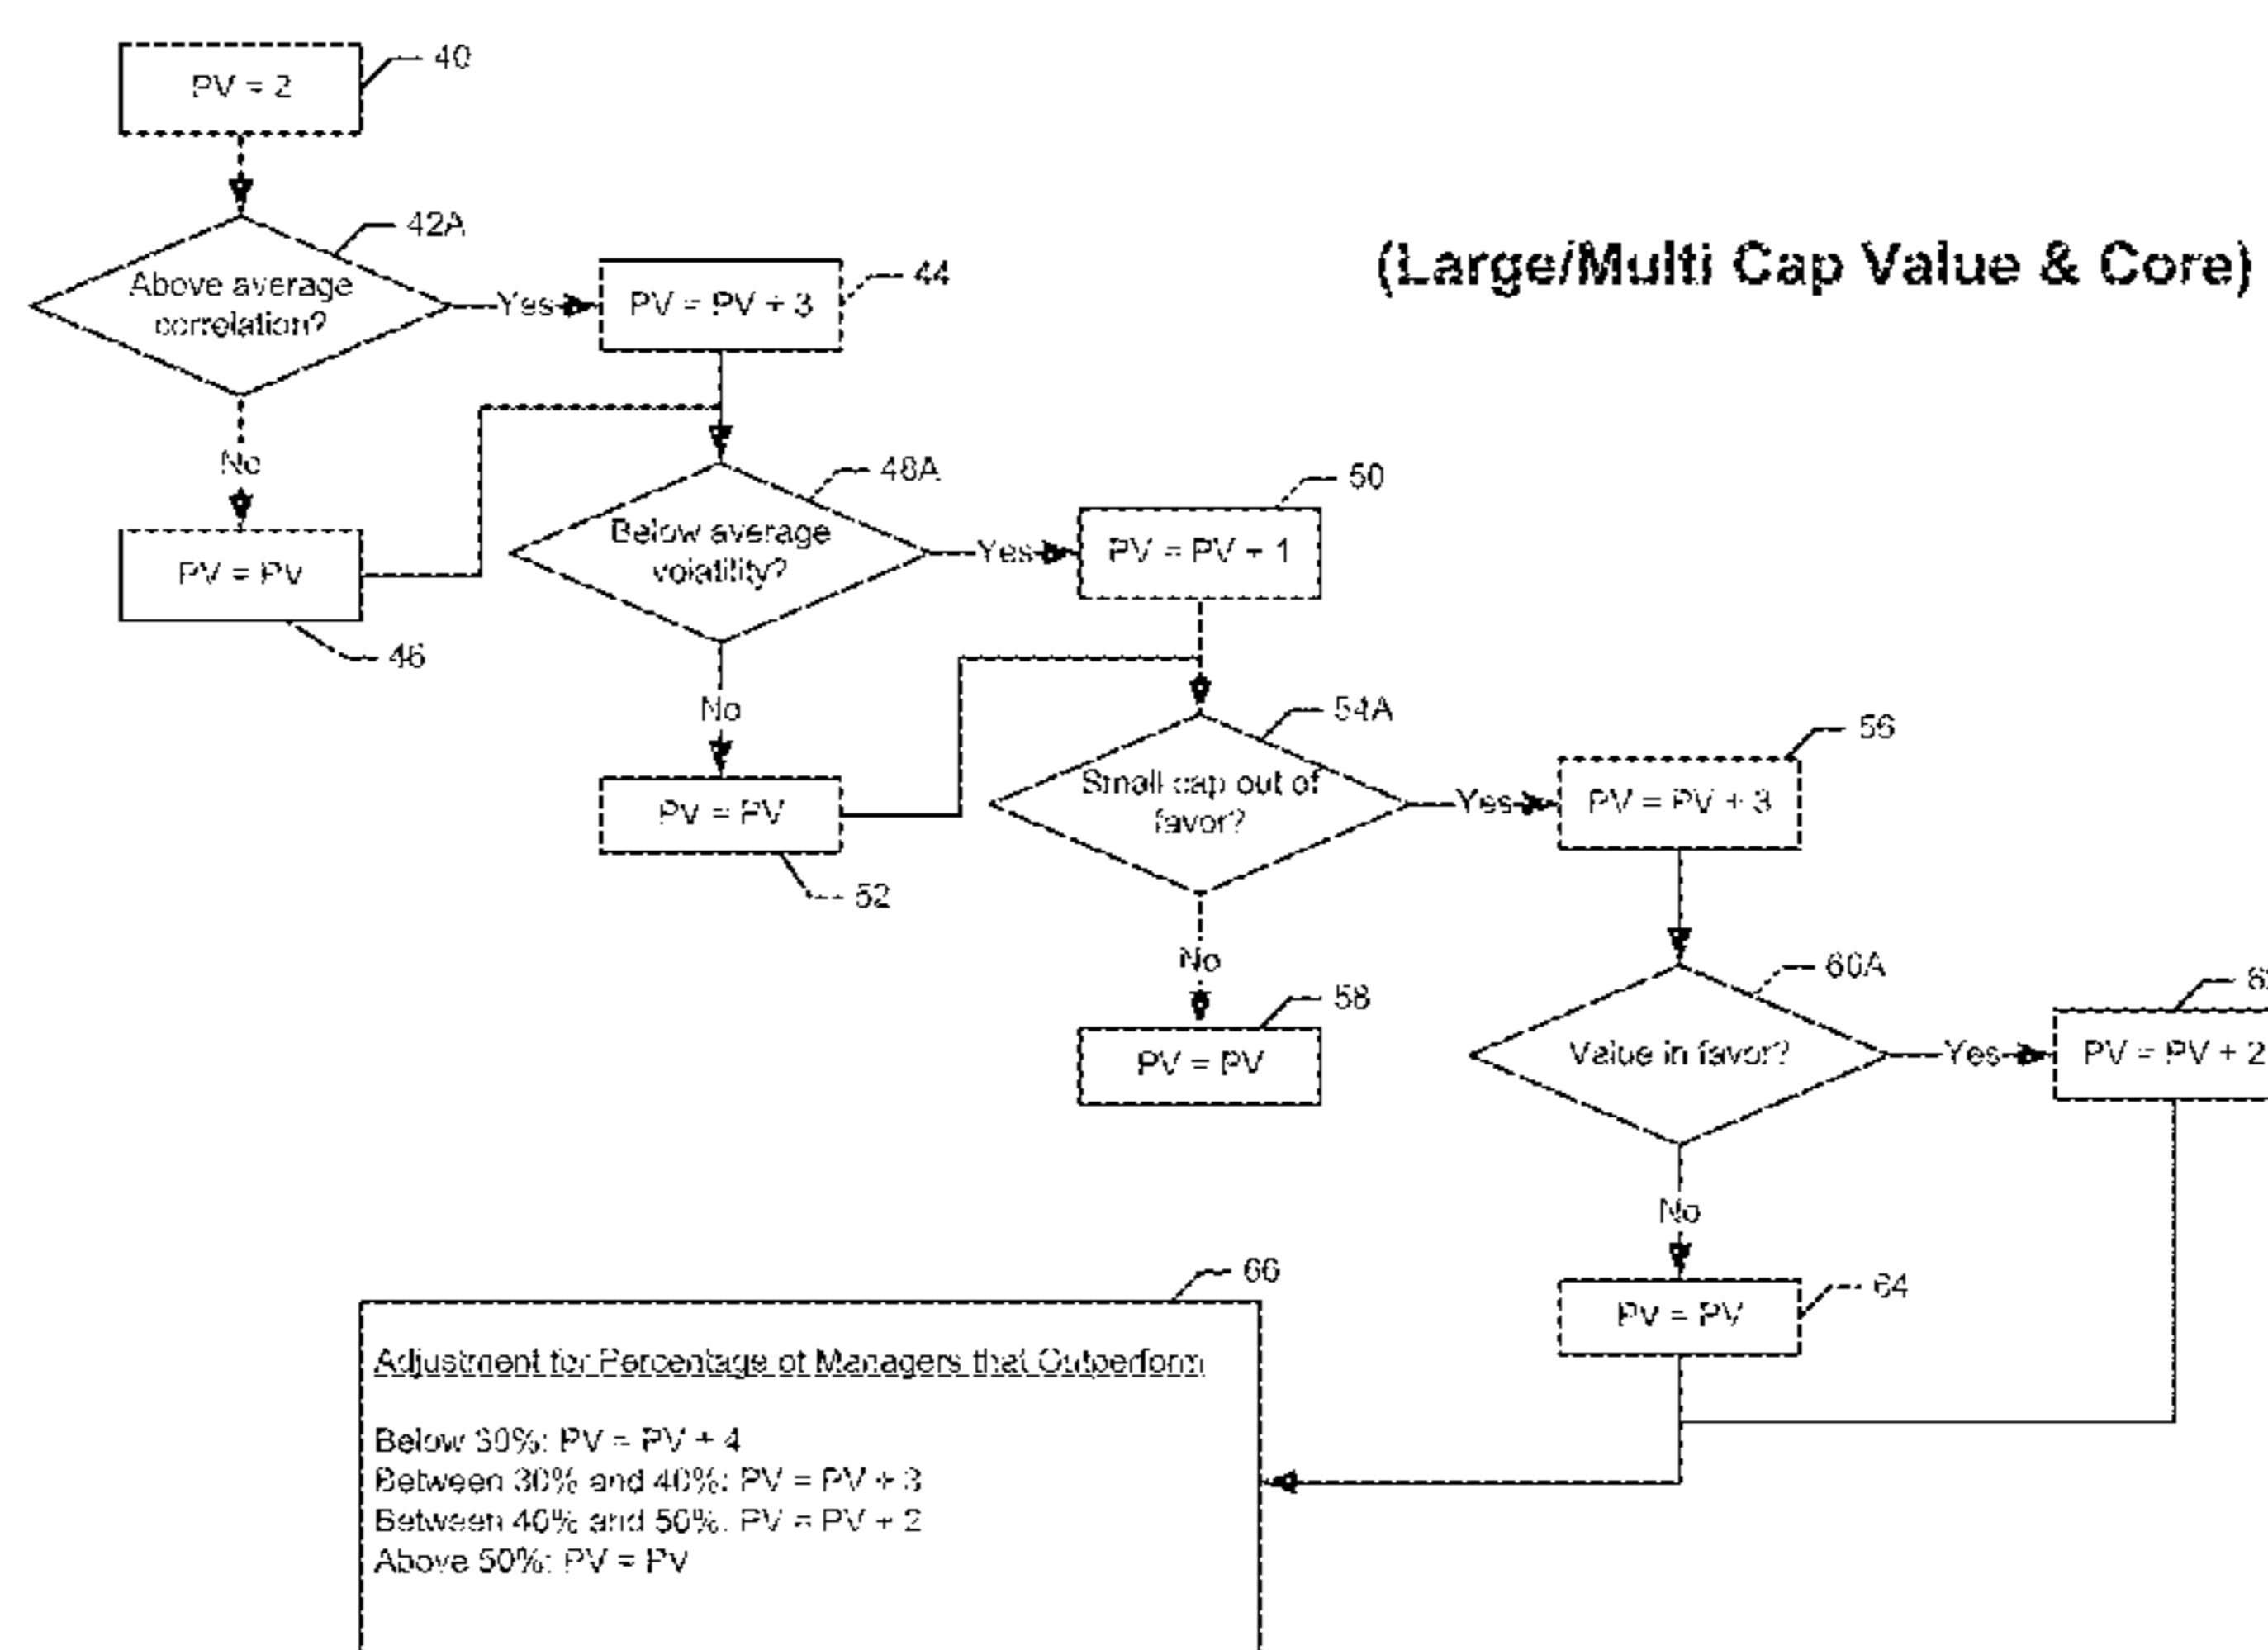 PV = 2
40
42A
Above average
correlation?
Yes
PV = PV + 3
44
(Large/Multi Cap Value & Core)
No
PV = PV
46
48A
Below average
volatility?
Yes
PV = PV + 1
50
No
PV = PV
52
54A
Small cap out of
favor?
Yes
PV = PV + 3
56
No
58
PV = PV
60A
Value in favor?
Yes
PV = PV + 2
No
PV = PV
64
66
Adjustment for Percentage of Managers that Outperform
Below 30%: PV = PV + 4
Between 30% and 40%: PV = PV + 3
Between 40% and 50%: PV = PV + 2
Above 50%: PV = PV